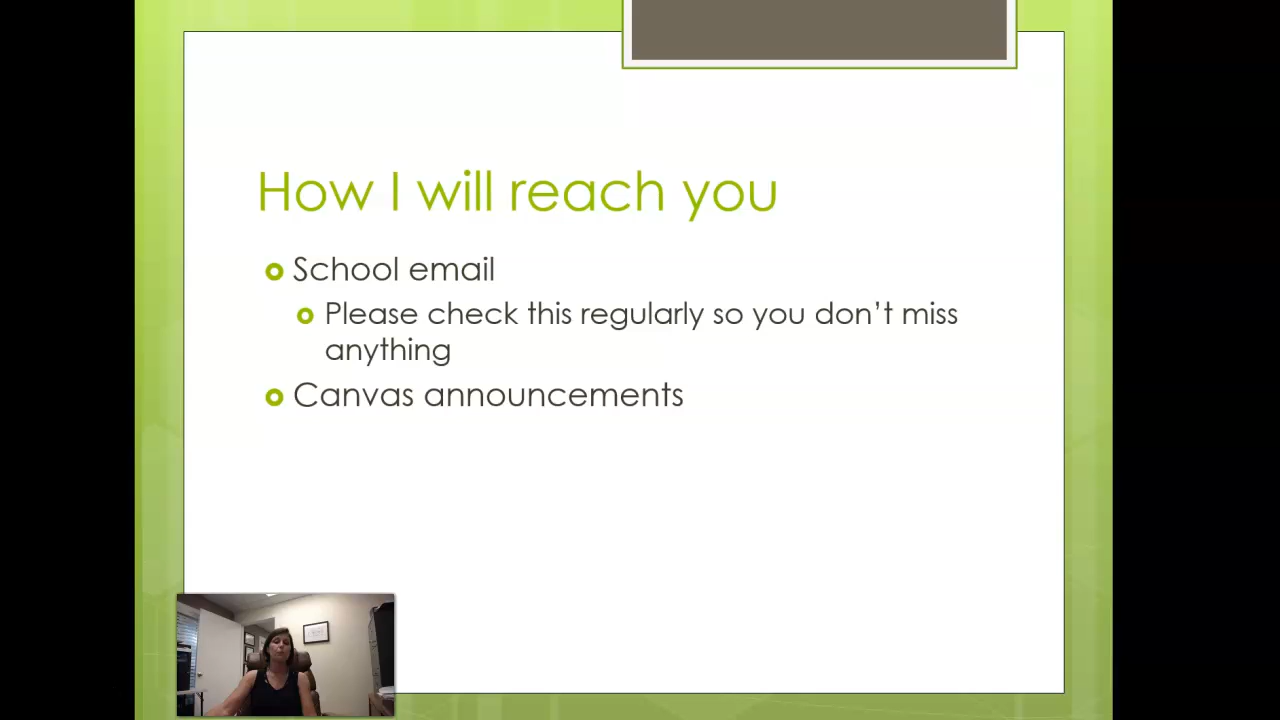 How I will reach you
School email
Please check this regularly so you don’t miss
anything
Canvas announcements